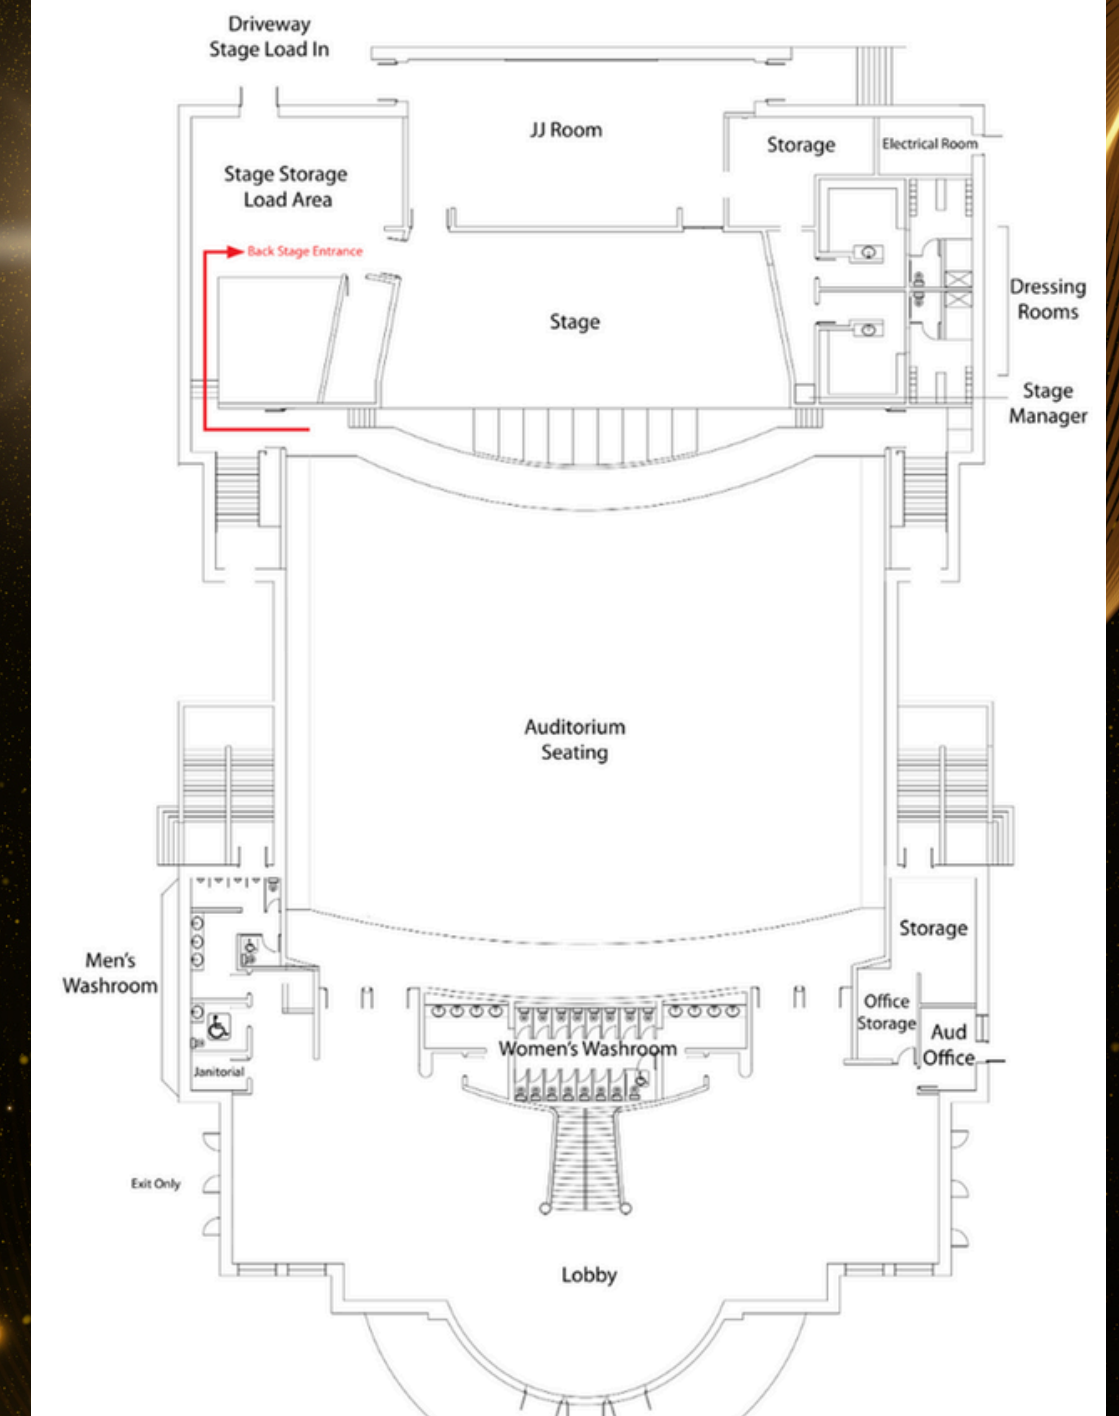 Driveway
Stage Load In
JJ Room
Storage
Electrical Room
Stage Storage
Load Area
Back Stage Entrance
Stage
Dressing
Rooms
Stage
Manager
Auditorium
Seating
Storage
Men's
Washroom
Office
Storage
Aud
Office
Women's Washroom
Janitorial
Exit Only
Lobby